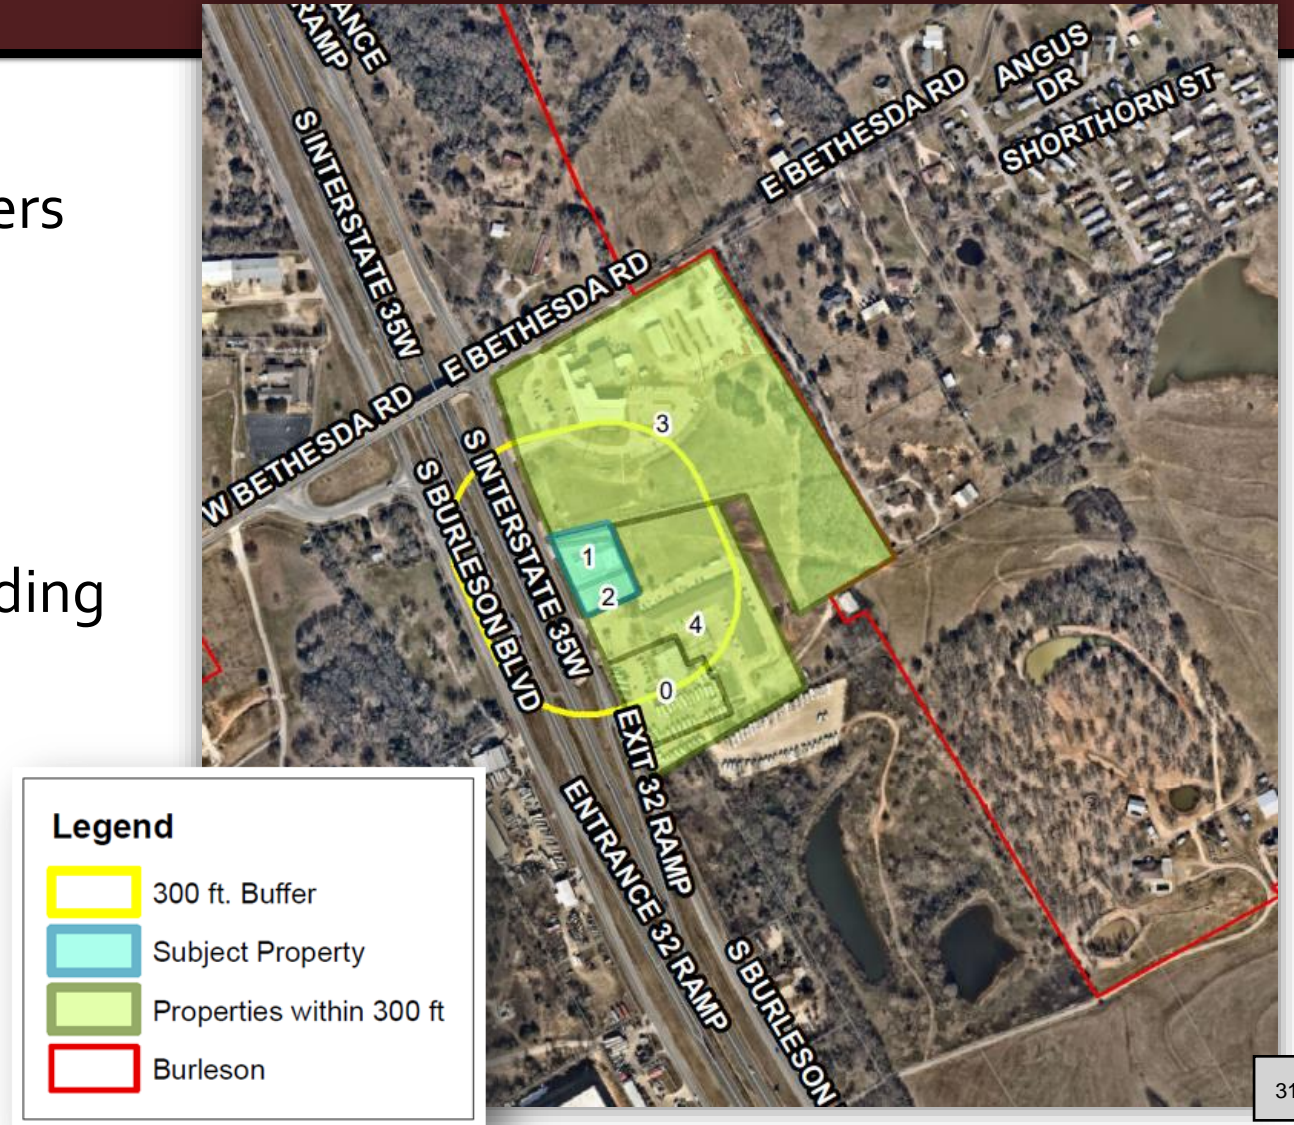 ers
ding
ANCE
RAMP
S INTERSTATE 35W
E BETHESDA RD
ANGUS
DR
SHORTHORN ST
E BETHESDA RD
W BETHESDA RD
S BURLESON BLVD
S INTERSTATE 35W
3
1
2
4
0
EXIT 32 RAMP
ENTRANCE 32 RAMP
S BURLESON
Legend
300 ft. Buffer
Subject Property
Properties within 300 ft
Burleson
31